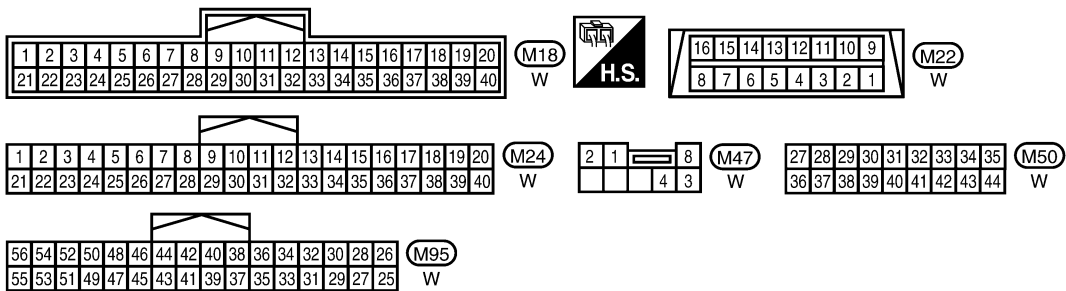 1 2 3 4 5 6 7 8 9 10 11 12 13 14 15 16 17 18 19 20
21 22 23 24 25 26 27 28 29 30 31 32 33 34 35 36 37 38 39 40
M18
W
H.S.
16 15 14 13 12 11 10 9
8 7 6 5 4 3 2 1
M22
W
1 2 3 4 5 6 7 8 9 10 11 12 13 14 15 16 17 18 19 20
21 22 23 24 25 26 27 28 29 30 31 32 33 34 35 36 37 38 39 40
M24
W
2 1 8
4 3
M47
W
27 28 29 30 31 32 33 34 35
36 37 38 39 40 41 42 43 44
M50
W
56 54 52 50 48 46 44 42 40 38 36 34 32 30 28 26
55 53 51 49 47 45 43 41 39 37 35 33 31 29 27 25
M95
W